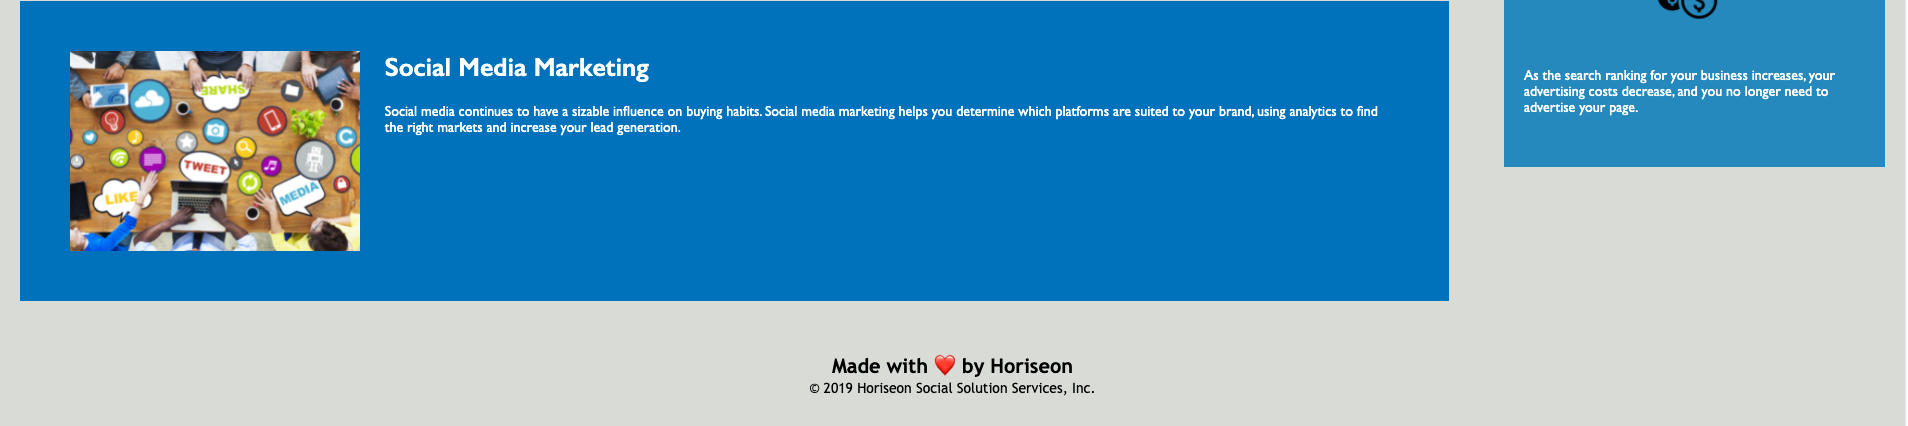 Social Media Marketing
Social media continues to have a sizable influence on buying habits. Social media marketing helps you determine which platforms are suited to your brand, using analytics to find
the right markets and increase your lead generation.
SHARE
TWEET
LIKE
MEDIA
As the search ranking for your business increases, your
advertising costs decrease, and you no longer need to
advertise your page.
Made with ❤️ by Horiseon
© 2019 Horiseon Social Solution Services, Inc.